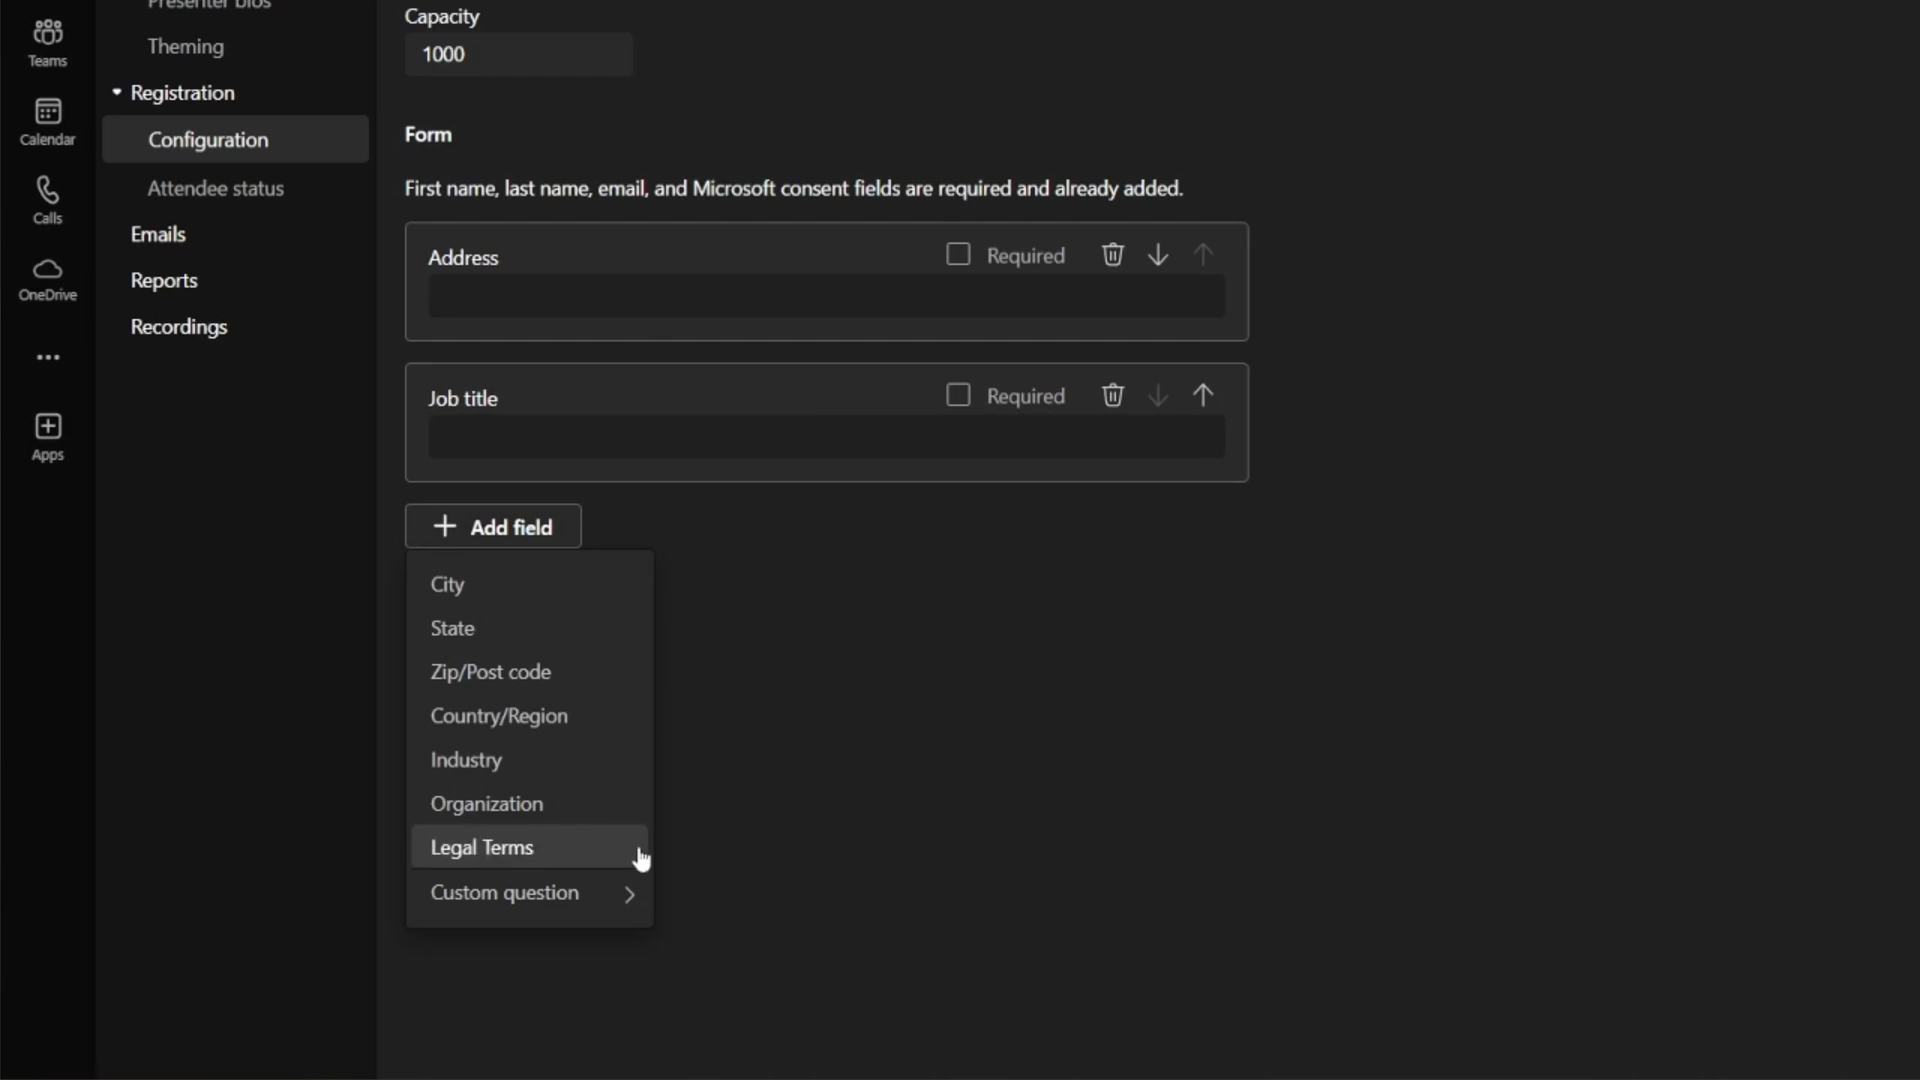 Teams
Calendar
Calls
OneDrive
Apps
Presenter bios
Theming
Registration
Configuration
Attendee status
Emails
Reports
Recordings
Capacity
1000
Form
First name, last name, email, and Microsoft consent fields are required and already added.
Address
Required
Job title
Required
Add field
City
State
Zip/Post code
Country/Region
Industry
Organization
Legal Terms
Custom question